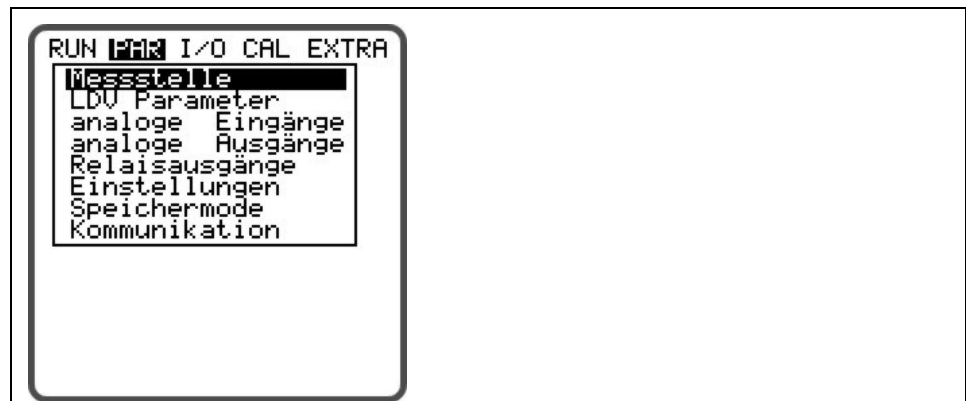 RUN PAR I/O CAL EXTRA
Messstelle
LDV Parameter
analoge Eingänge
analoge Ausgänge
Relaisausgänge
Einstellungen
Speichermode
Kommunikation